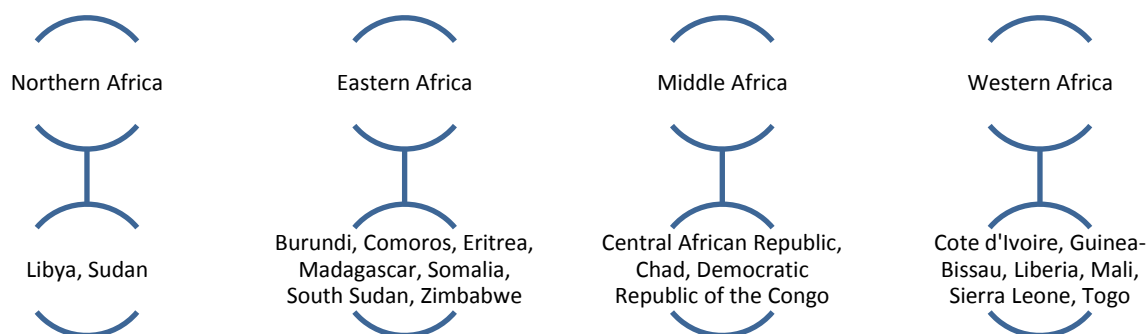 Northern Africa
Eastern Africa
Middle Africa
Western Africa
Libya, Sudan
Burundi, Comoros, Eritrea,
Madagascar, Somalia,
South Sudan, Zimbabwe
Central African Republic,
Chad, Democratic
Republic of the Congo
Cote d'Ivoire, Guinea-
Bissau, Liberia, Mali,
Sierra Leone, Togo